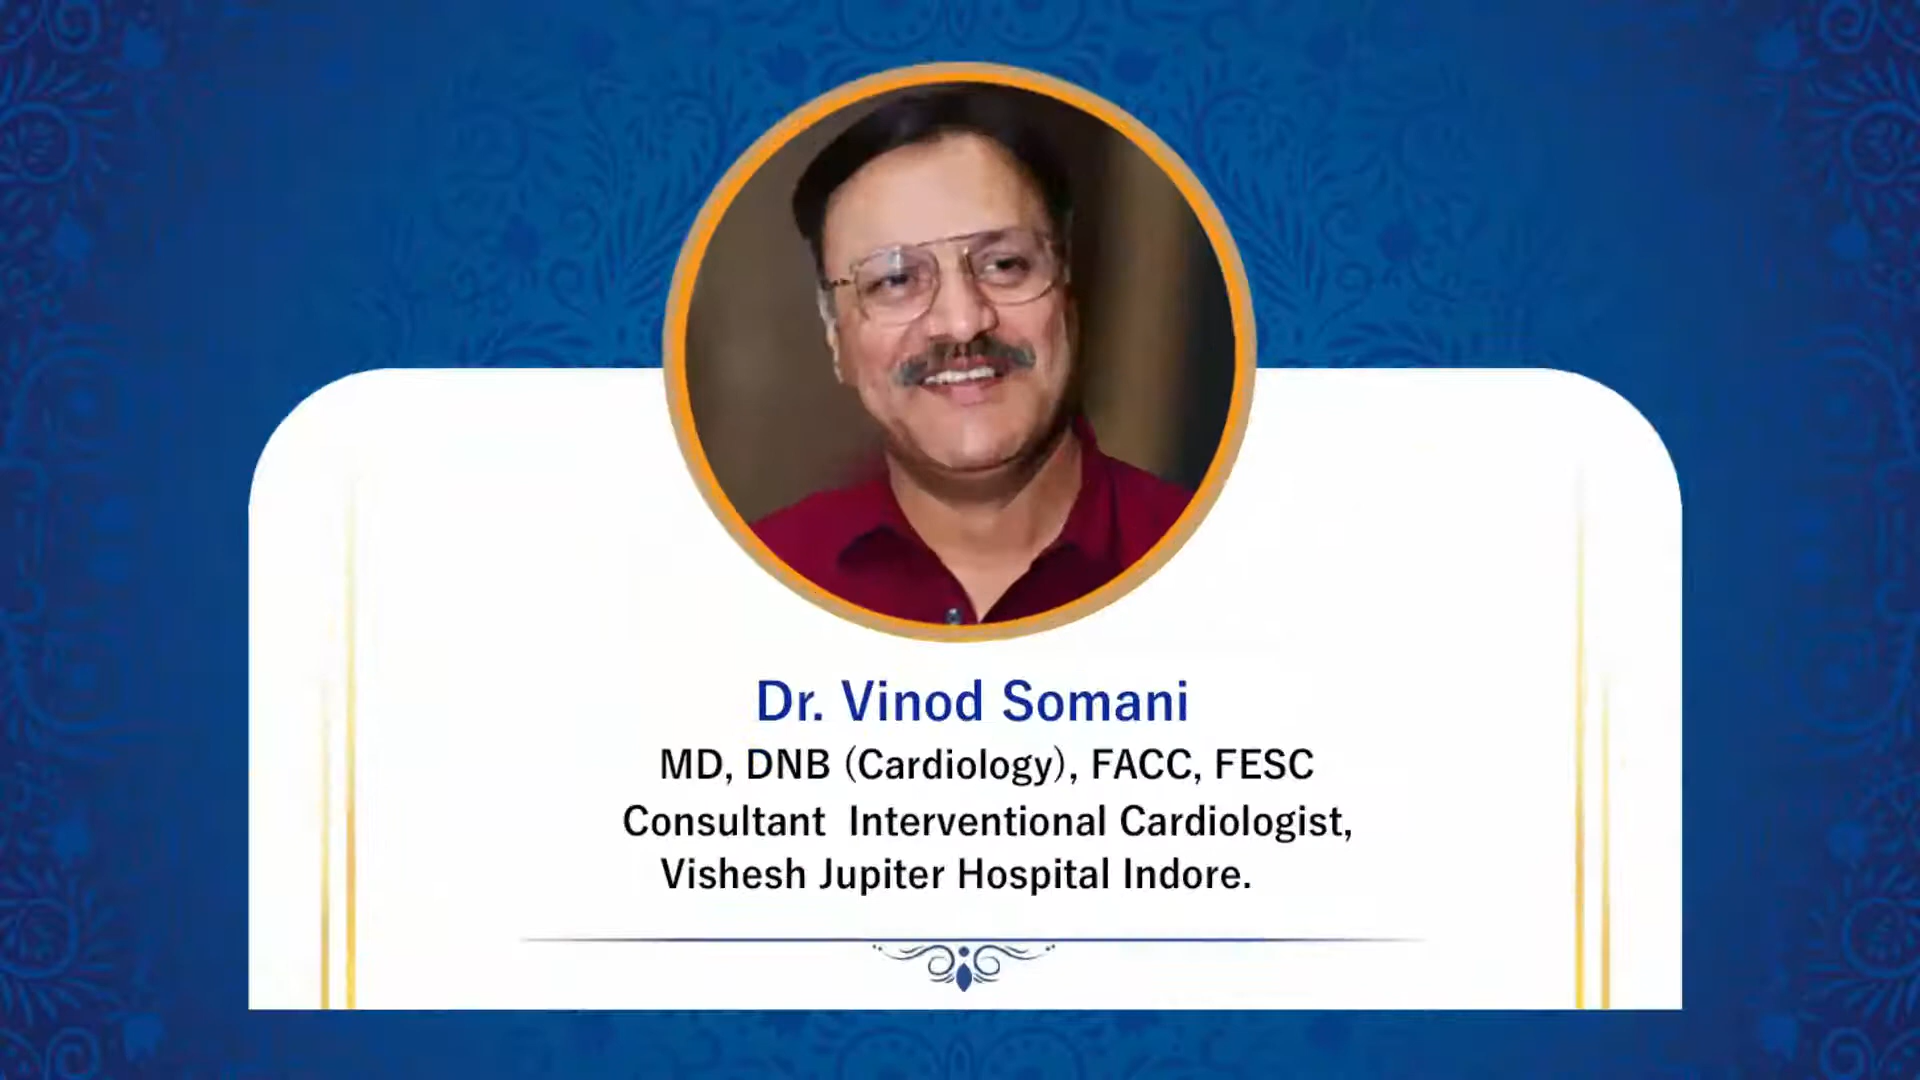 Dr. Vinod Somani
MD, DNB (Cardiology), FACC, FESC
Consultant  Interventional Cardiologist,
Vishesh Jupiter Hospital Indore.